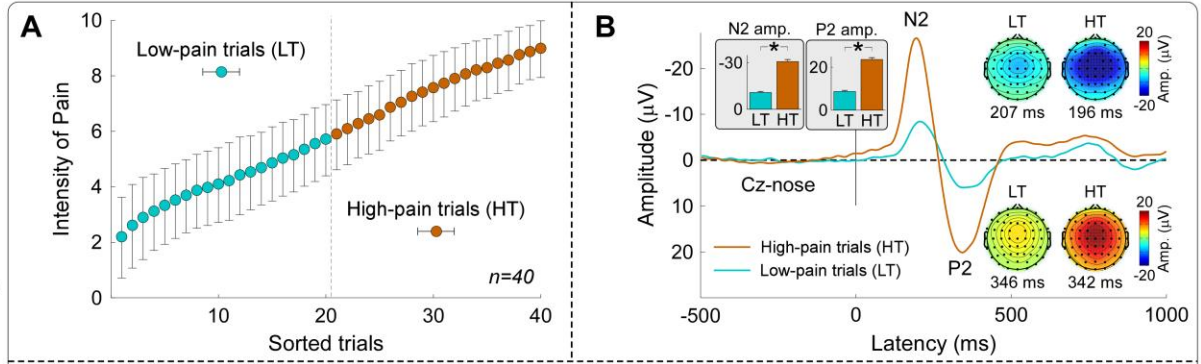 A
Intensity of Pain
10
8
6
4
2
0
Low-pain trials (LT)
High-pain trials (HT)
n=40
10
20
30
40
Sorted trials
B
Amplitude (µV)
-20
-10
0
10
20
N2 amp.
*
-30
0
LT HT
P2 amp.
*
20
0
LT HT
N2
LT
HT
207 ms
196 ms
20
-20
Amp. (µV)
Cz-nose
High-pain trials (HT)
Low-pain trials (LT)
P2
LT
HT
346 ms
342 ms
20
-20
Amp. (µV)
-500
0
500
1000
Latency (ms)